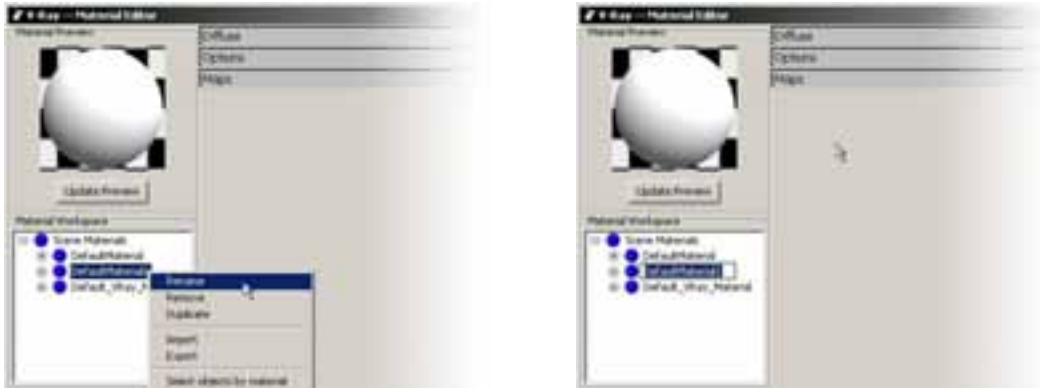 V-Ray -- Material Editor
Material Preview
Diffuse
Options
Maps
Update Preview
Material Workspace
Scene Materials
DefaultMaterial
DefaultMaterial
Default_VRay_M
Rename
Remove
Duplicate
Import
Export
Select objects by material
V-Ray -- Material Editor
Material Preview
Diffuse
Options
Maps
Update Preview
Material Workspace
Scene Materials
DefaultMaterial
DefaultMaterial
Default_VRay_Material